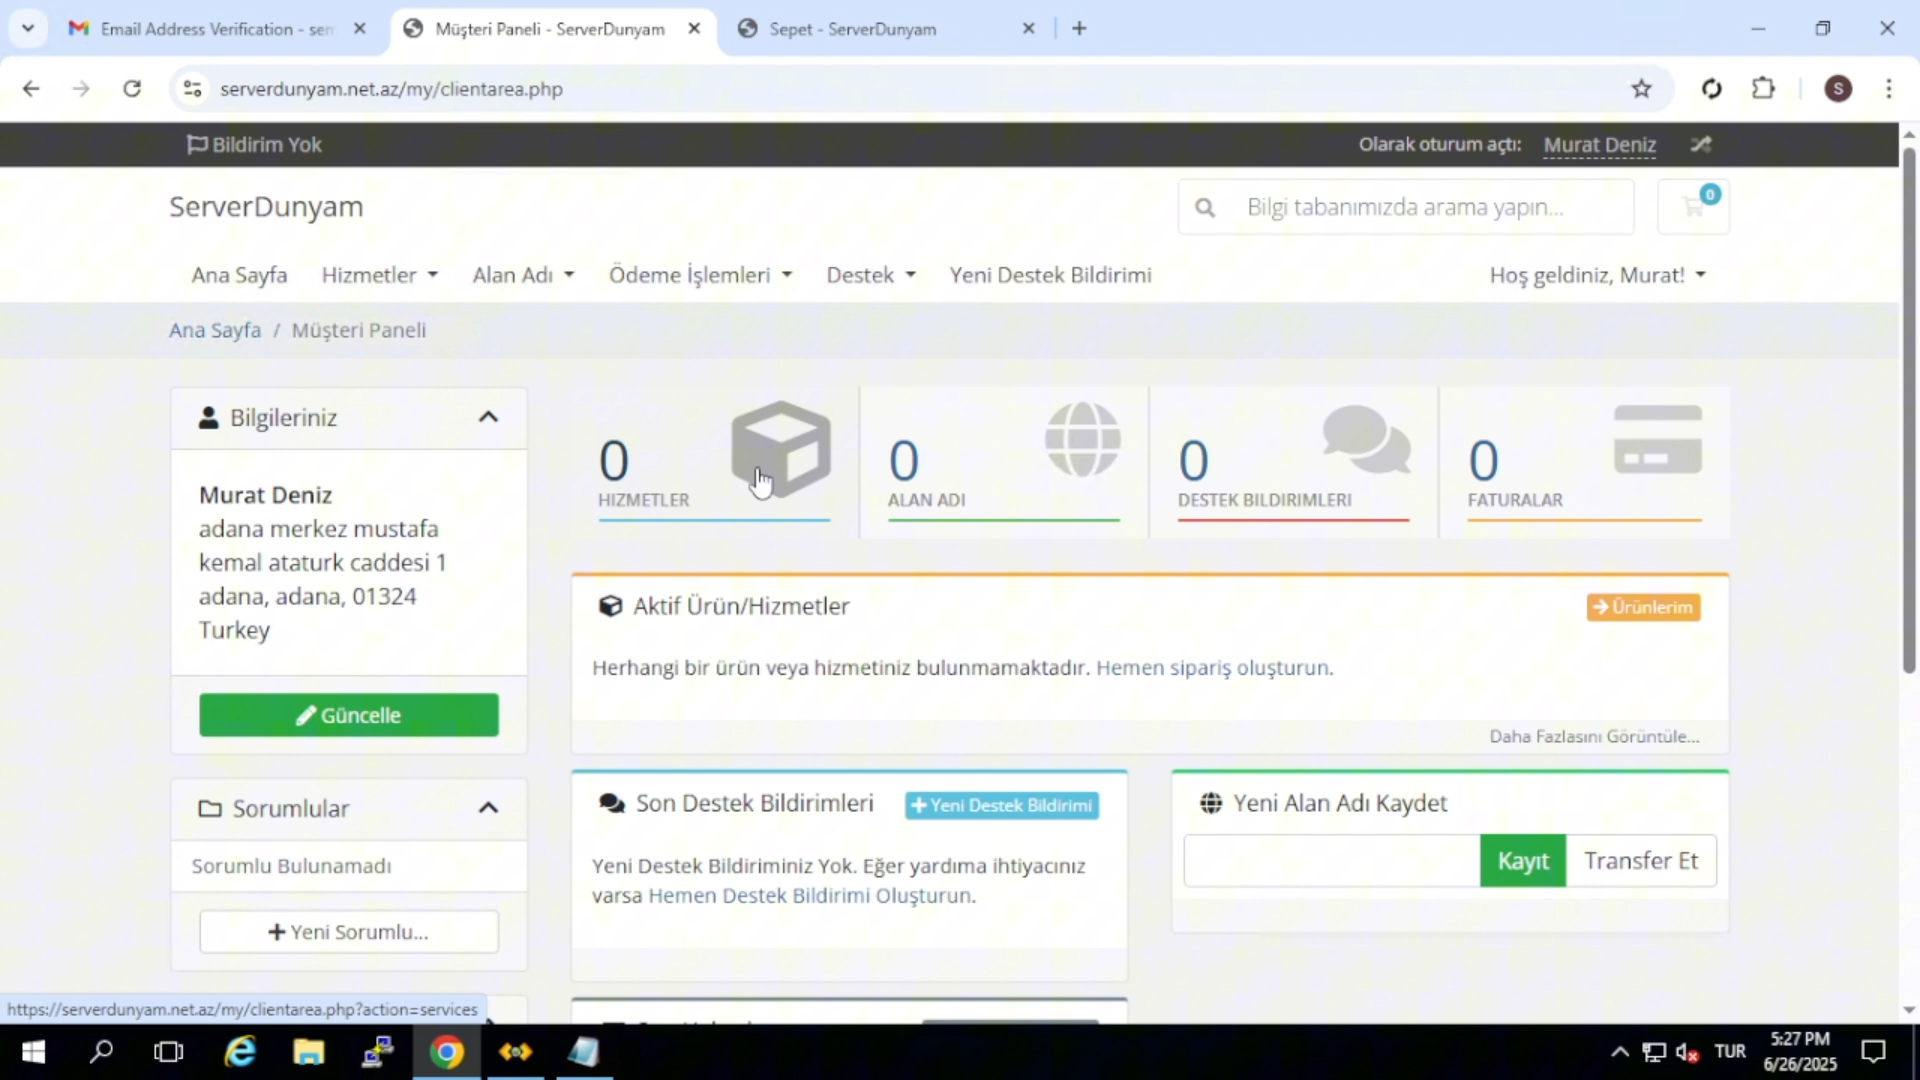 Email Address Verification - ser
Müşteri Paneli - ServerDunyam
Sepet - ServerDunyam
serverdunyam.net.az/my/clientarea.php
S
Bildirim Yok
Olarak oturum açtı: Murat Deniz
ServerDunyam
Bilgi tabanımızda arama yapın...
0
Ana Sayfa
Hizmetler
Alan Adı
Ödeme İşlemleri
Destek
Yeni Destek Bildirimi
Hoş geldiniz, Murat!
Ana Sayfa / Müşteri Paneli
Bilgileriniz
Murat Deniz
adana merkez mustafa
kemal ataturk caddesi 1
adana, adana, 01324
Turkey
Güncelle
Sorumlular
Sorumlu Bulunamadı
Yeni Sorumlu...
0
HIZMETLER
0
ALAN ADI
0
DESTEK BILDIRIMLERI
0
FATURALAR
Aktif Ürün/Hizmetler
Ürünlerim
Herhangi bir ürün veya hizmetiniz bulunmamaktadır. Hemen sipariş oluşturun.
Daha Fazlasını Görüntüle...
Son Destek Bildirimleri
Yeni Destek Bildirimi
Yeni Destek Bildiriminiz Yok. Eğer yardıma ihtiyacınız
varsa Hemen Destek Bildirimi Oluşturun.
Yeni Alan Adı Kaydet
Kayıt
Transfer Et
https://serverdunyam.net.az/my/clientarea.php?action=services
TUR
5:27 PM
6/26/2025